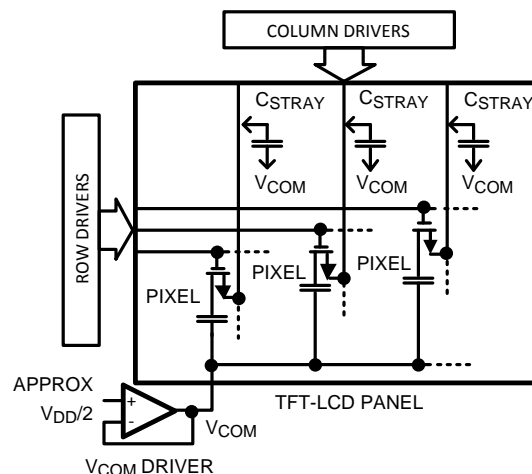 COLUMN DRIVERS
ROW DRIVERS
CSTRAY CSTRAY CSTRAY
VCOM VCOM VCOM
PIXEL PIXEL PIXEL
APPROX
VDD/2
+
-
VCOM
TFT-LCD PANEL
VCOM DRIVER